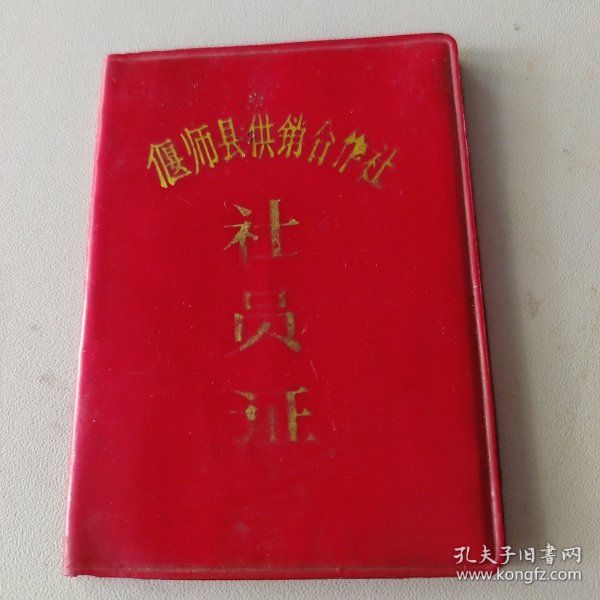 偃师县供销合作社
社
员
证
孔夫子旧书网
www.kongfz.com